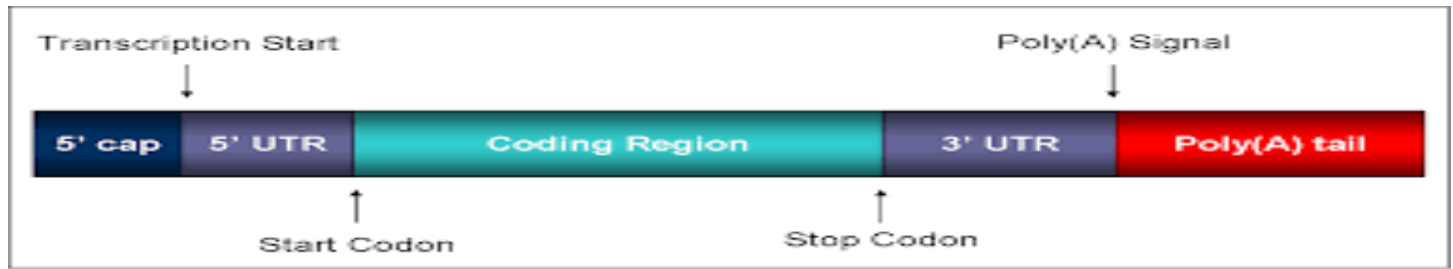 Transcription Start
Poly(A) Signal
5' cap
5' UTR
Coding Region
3' UTR
Poly(A) tail
Start Codon
Stop Codon